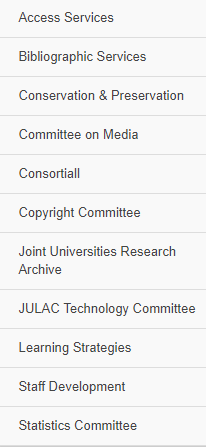 Access Services
Bibliographic Services
Conservation & Preservation
Committee on Media
Consortiall
Copyright Committee
Joint Universities Research
Archive
JULAC Technology Committee
Learning Strategies
Staff Development
Statistics Committee